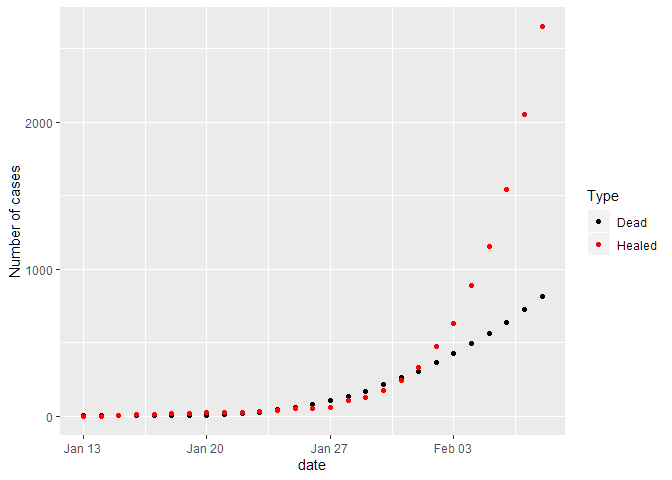 2000
1000
0
Number of cases
Jan 13
Jan 20
Jan 27
Feb 03
date
Type
Dead
Healed